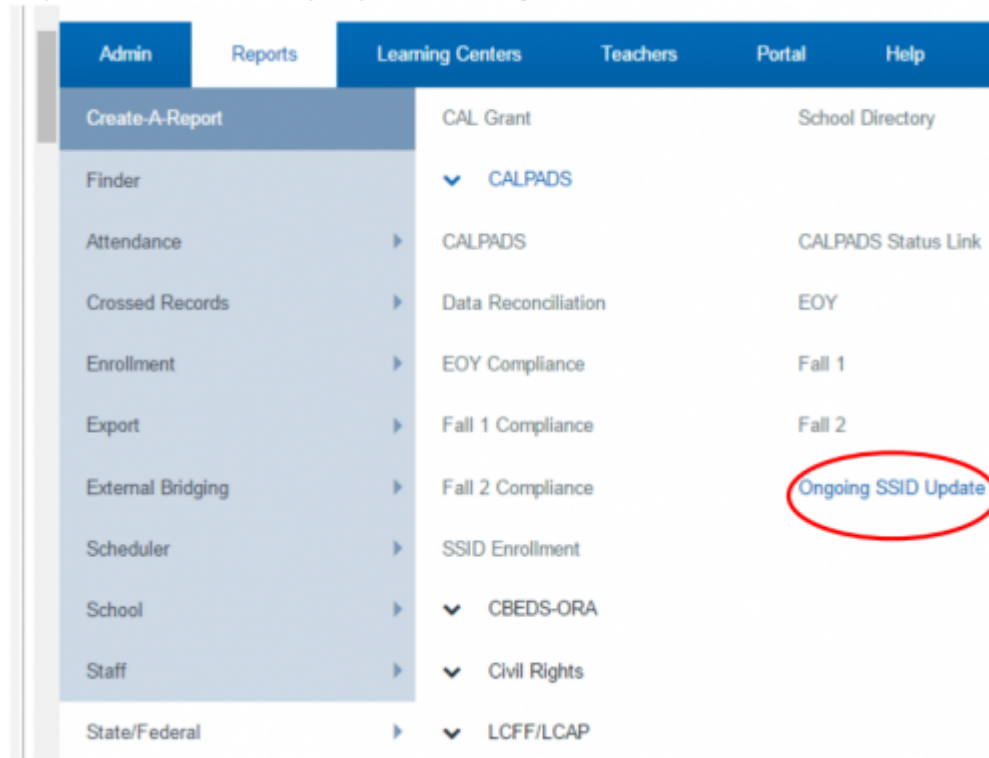 Admin Reports Learning Centers Teachers Portal Help
Create-A-Report CAL Grant School Directory
Finder CALPADS
Attendance CALPADS CALPADS Status Link
Crossed Records Data Reconciliation EOY
Enrollment EOY Compliance Fall 1
Export Fall 1 Compliance Fall 2
External Bridging Fall 2 Compliance Ongoing SSID Update
Scheduler SSID Enrollment
School CBEDS-ORA
Staff Civil Rights
State/Federal LCFF/LCAP